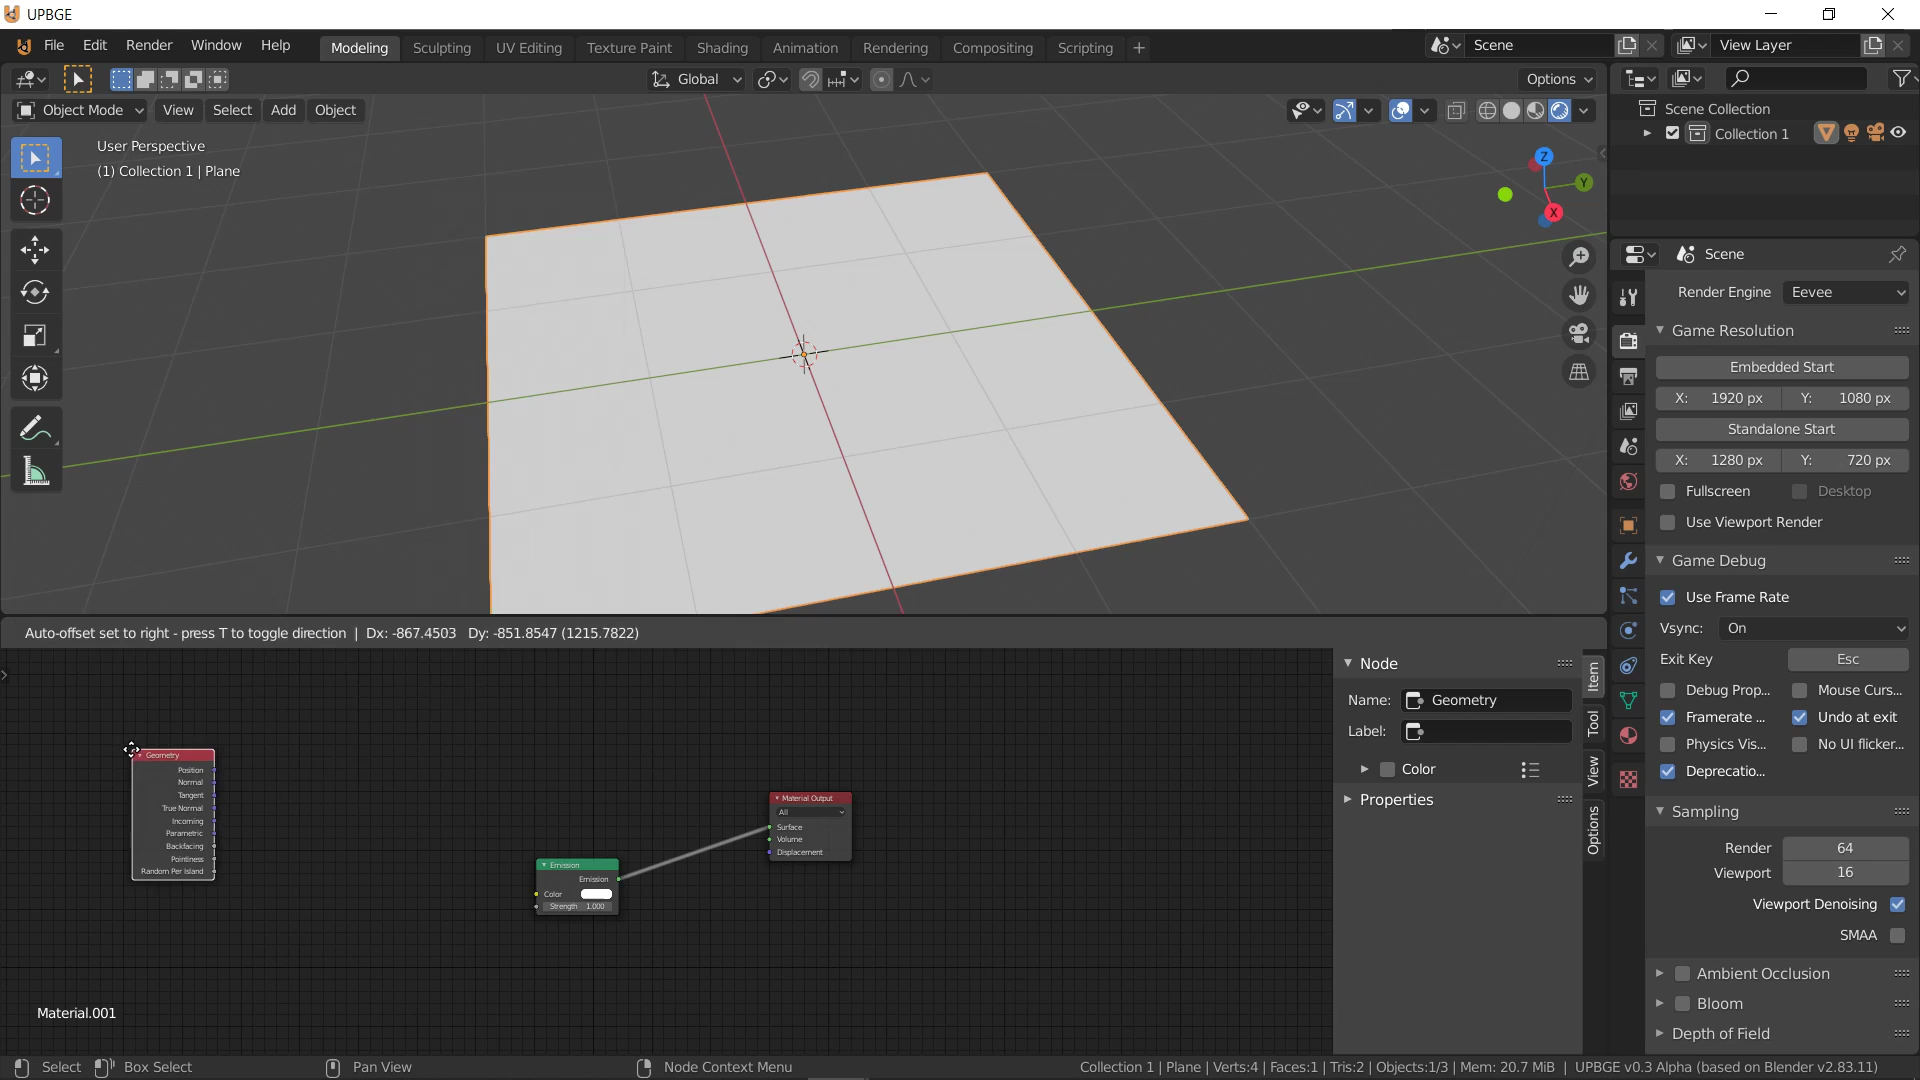 UPBGE
File Edit Render Window Help Modeling Sculpting UV Editing Texture Paint Shading Animation Rendering Compositing Scripting + Scene View Layer
Global Options
Object Mode View Select Add Object
User Perspective
(1) Collection 1 | Plane
Z
Y
X
Scene Collection
Collection 1
Scene
Render Engine Eevee
Game Resolution
Embedded Start
X: 1920 px Y: 1080 px
Standalone Start
X: 1280 px Y: 720 px
Fullscreen Desktop
Use Viewport Render
Game Debug
Use Frame Rate
Vsync: On
Exit Key Esc
Debug Prop... Mouse Curs...
Framerate ... Undo at exit
Physics Vis... No UI flicker...
Deprecatio...
Sampling
Render 64
Viewport 16
Viewport Denoising
SMAA
Ambient Occlusion
Bloom
Depth of Field
Auto-offset set to right - press T to toggle direction | Dx: -867.4503 Dy: -851.8547 (1215.7822)
Geometry
Position
Normal
Tangent
True Normal
Incoming
Parametric
Backfacing
Pointiness
Random Per Island
Emission
Emission
Color
Strength 1.000
Material Output
All
Surface
Volume
Displacement
Material.001
Node
Name: Geometry
Label:
Color
Properties
Item
Tool
View
Options
Select Box Select Pan View Node Context Menu Collection 1 | Plane | Verts:4 | Faces:1 | Tris:2 | Objects:1/3 | Mem: 20.7 MiB | UPBGE v0.3 Alpha (based on Blender v2.83.11)